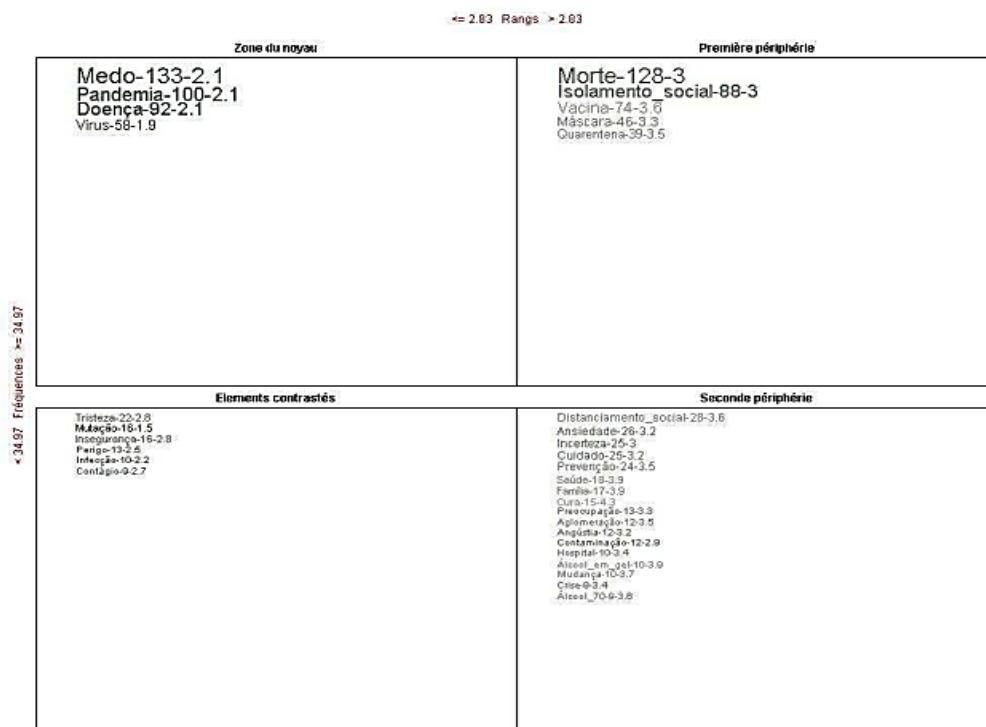 <= 2.83 Rangs > 2.83
Zone du noyau
Medo-133-2.1
Pandemia-100-2.1
Doença-92-2.1
Vírus-58-1.9
Première périphérie
Morte-128-3
Isolamento_social-88-3
Vacina-74-3.6
Máscara-46-3.3
Quarentena-39-3.5
< 34.97 Fréquences >= 34.97
Elements contrastés
Tristeza-22-2.8
Mutação-16-1.5
Insegurança-16-2.8
Perigo-13-2.5
Infecção-10-2.2
Contágio-9-2.7
Seconde périphérie
Distanciamento_social-28-3.6
Ansiedade-26-3.2
Incerteza-25-3
Cuidado-25-3.2
Prevenção-24-3.5
Saúde-18-3.9
Família-17-3.9
Cura-15-4.3
Preocupação-13-3.3
Aglomeração-12-3.5
Angústia-12-3.2
Contaminação-12-2.9
Hospital-10-3.4
Álcool_em_gel-10-3.9
Mudança-10-3.7
Crise-9-3.4
Álcool_70-9-3.8